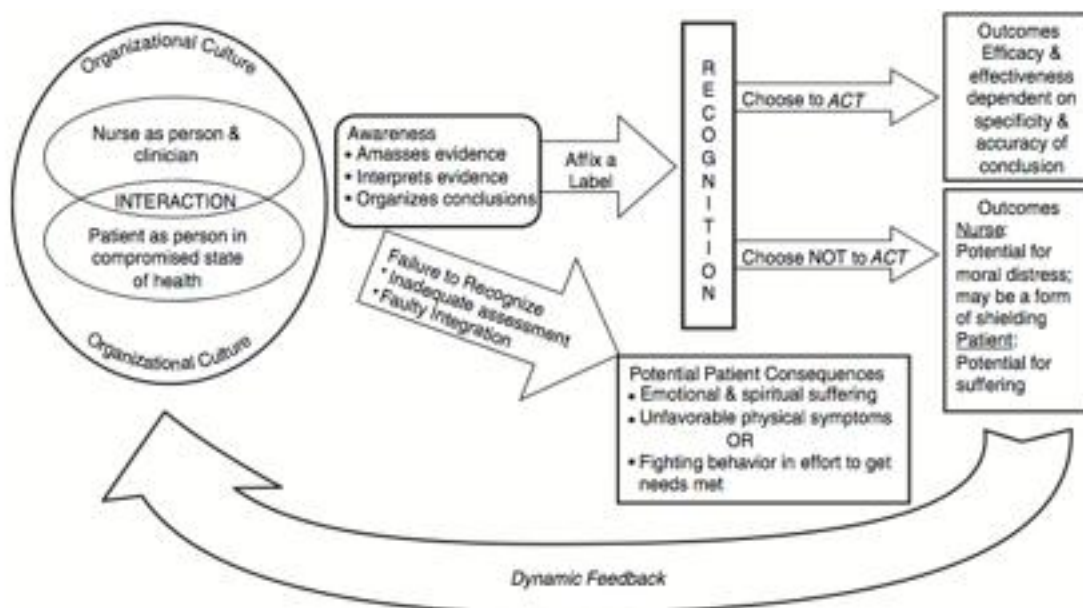 Organizational Culture
Nurse as person &
clinician
INTERACTION
Patient as person in
compromised state
of health
Organizational Culture
Awareness
• Amasses evidence
• Interprets evidence
• Organizes conclusions
Affix a
Label
RECOGNITION
Choose to ACT
Outcomes
Efficacy &
effectiveness
dependent on
specificity &
accuracy of
conclusion
Choose NOT to ACT
Outcomes
Nurse:
Potential for
moral distress;
may be a form
of shielding
Patient:
Potential for
suffering
Failure to Recognize
• Inadequate assessment
• Faulty Integration
Potential Patient Consequences
• Emotional & spiritual suffering
• Unfavorable physical symptoms
OR
• Fighting behavior in effort to get
needs met
Dynamic Feedback